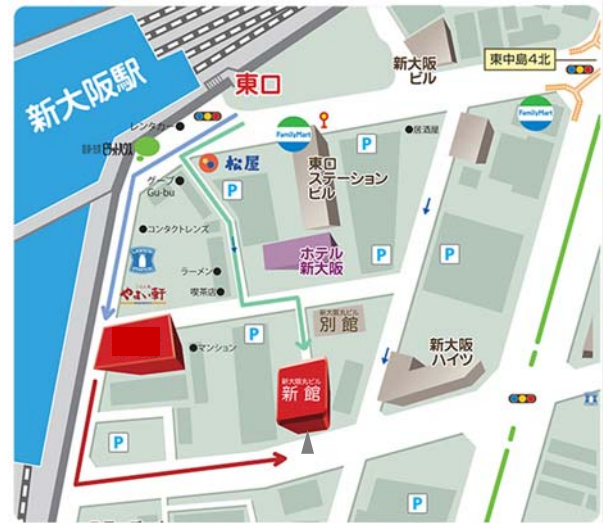 新大阪駅
東口
新大阪
ビル
東中島4北
レンタカー
FamilyMart
FamilyMart
居酒屋
松屋
P
P
東口
ステーション
ビル
グーブ
Gu-bu
コンタクトレンズ
ホテル
新大阪
P
P
ラーメン
やよい軒
喫茶店
新大阪丸ビル
別館
P
マンション
新大阪
ハイツ
新大阪丸ビル
新館
P
P